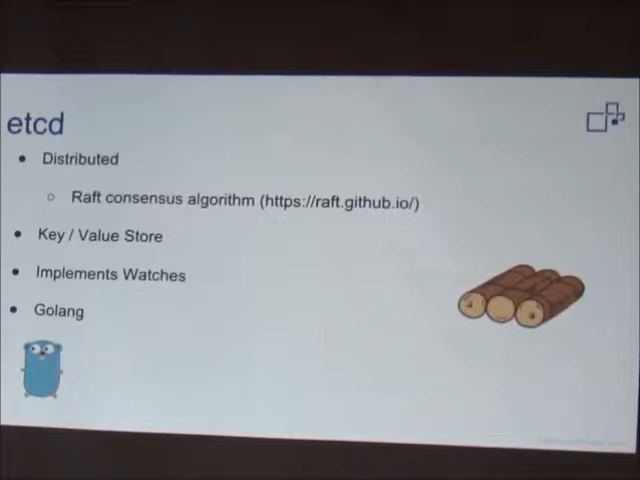 etcd
● Distributed
○ Raft consensus algorithm (https://raft.github.io/)
● Key / Value Store
● Implements Watches
● Golang